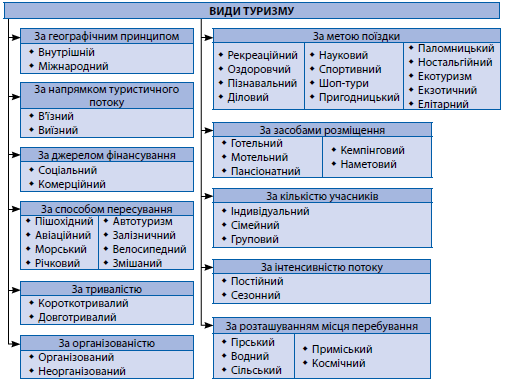 ВИДИ ТУРИЗМУ
За географічним принципом
Внутрішній
Міжнародний
За напрямком туристичного
потоку
В'їзний
Виїзний
За джерелом фінансування
Соціальний
Комерційний
За способом пересування
Пішохідний
Авіаційний
Морський
Річковий
Автотуризм
Залізничний
Велосипедний
Змішаний
За тривалістю
Короткотривалий
Довготривалий
За організованістю
Організований
Неорганізований
За метою поїздки
Рекреаційний
Оздоровчий
Пізнавальний
Діловий
Науковий
Спортивний
Шоп-тури
Пригодницький
Паломницький
Ностальгійний
Екотуризм
Екзотичний
Елітарний
За засобами розміщення
Готельний
Мотельний
Пансіонатний
Кемпінговий
Наметовий
За кількістю учасників
Індивідуальний
Сімейний
Груповий
За інтенсивністю потоку
Постійний
Сезонний
За розташуванням місця перебування
Гірський
Водний
Сільський
Приміський
Космічний